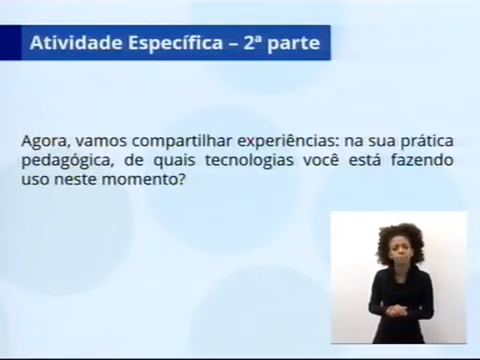 Atividade Específica – 2ª parte
Agora, vamos compartilhar experiências: na sua prática
pedagógica, de quais tecnologias você está fazendo
uso neste momento?